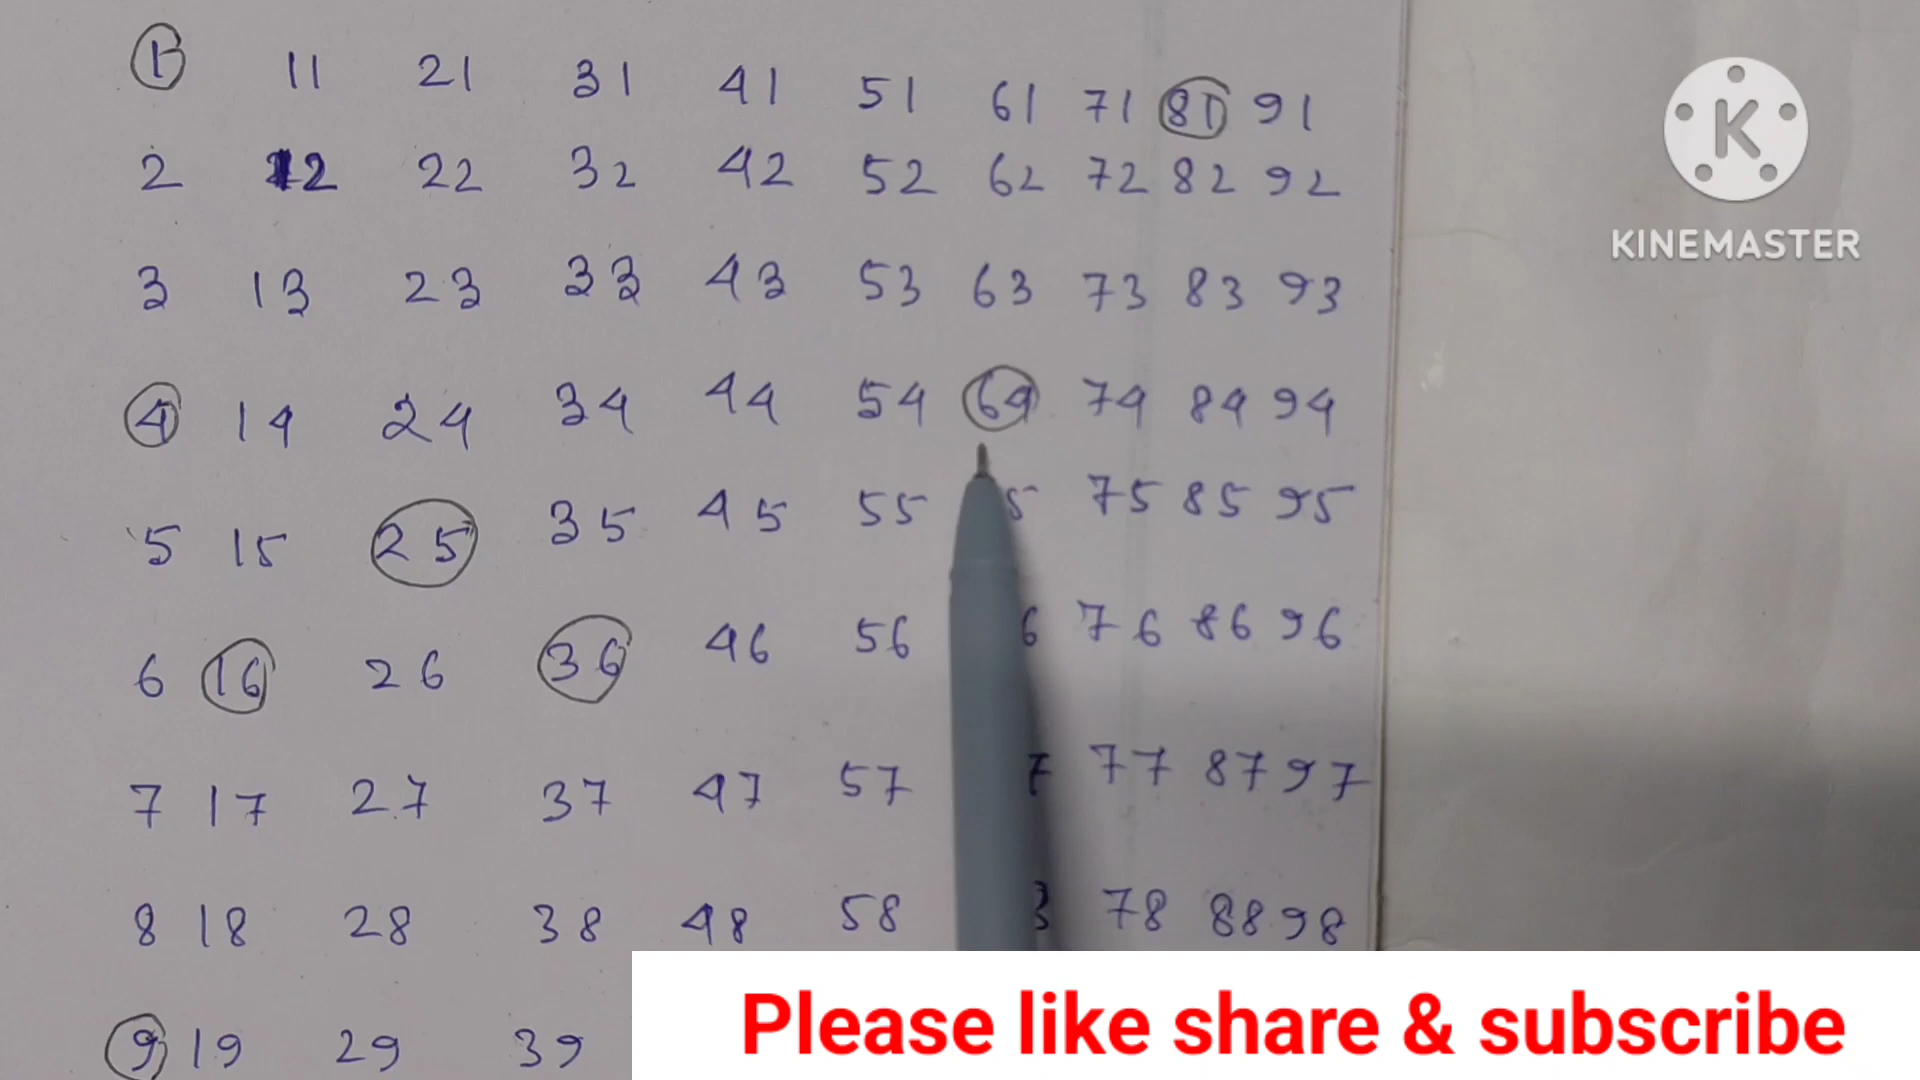 1 11 21 31 41 51 61 71 81 91
2 12 22 32 42 52 62 72 82 92
3 13 23 33 43 53 63 73 83 93
4 14 24 34 44 54 64 74 84 94
5 15 25 35 45 55 5 75 85 95
6 16 26 36 46 56 6 76 86 96
7 17 27 37 47 57 7 77 87 97
8 18 28 38 48 58 78 88 98
9 19 29 39
K
KINEMASTER
Please like share & subscribe